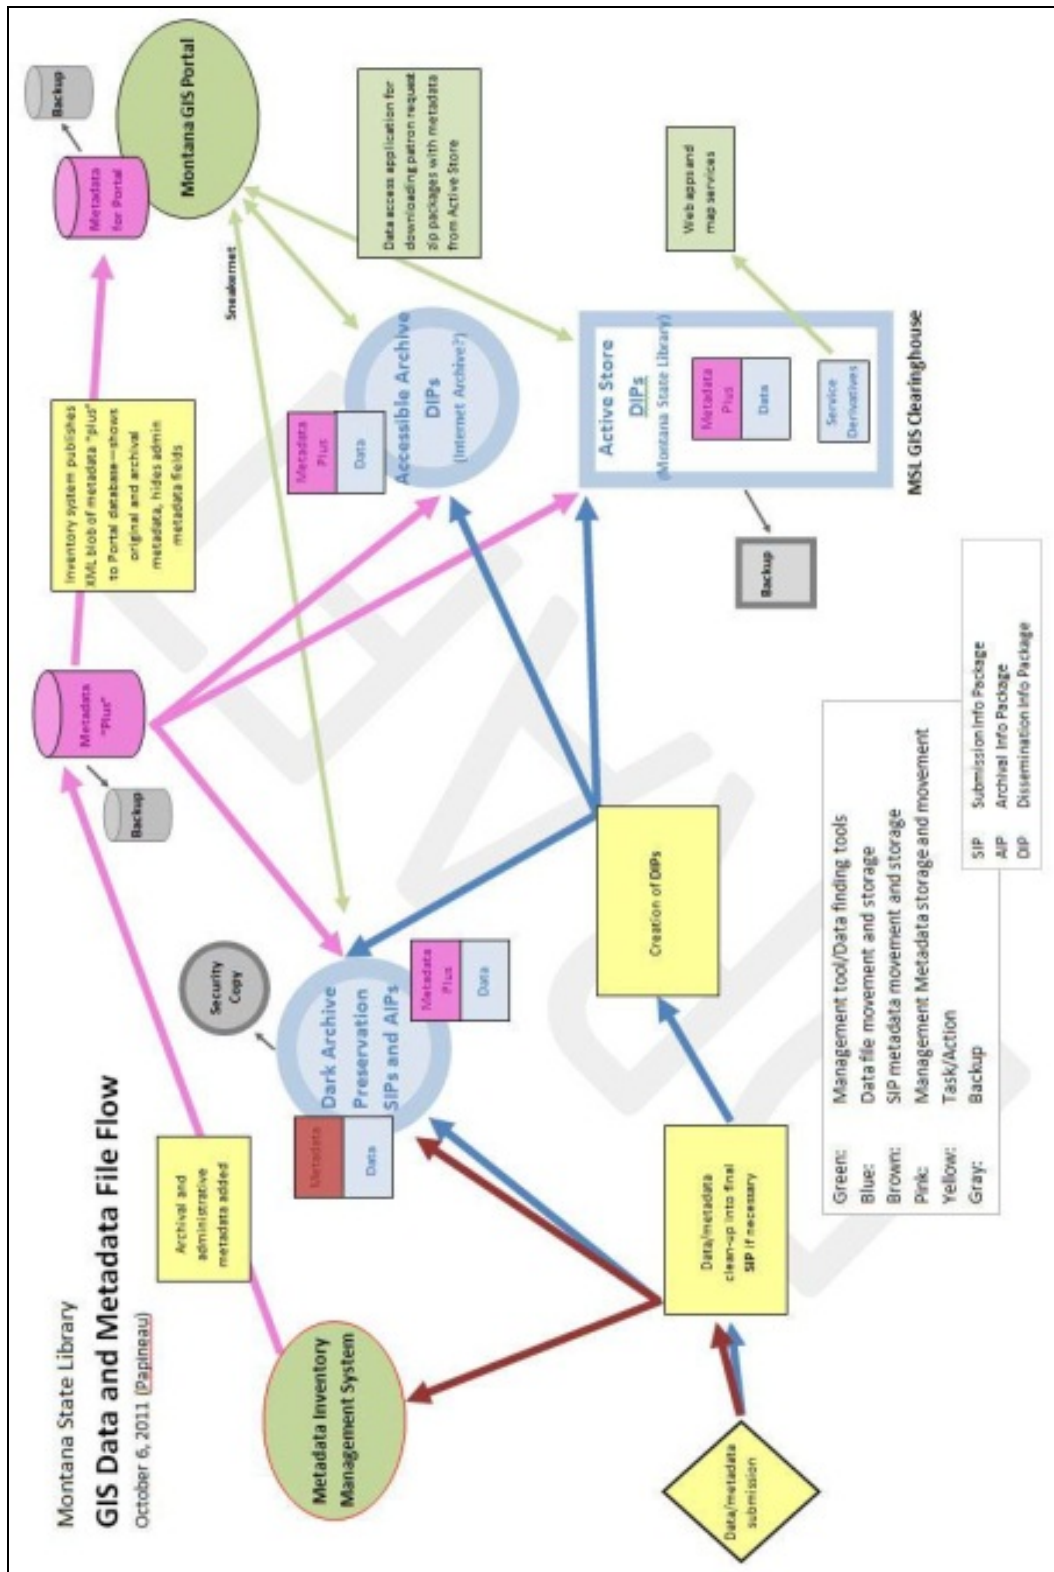 Montana State Library
GIS Data and Metadata File Flow
October 6, 2011 (Papineau)
Archival and
administrative
metadata added
Metadata Inventory
Management System
Data/metadata
submission
Data/metadata
clean-up into final
SIP if necessary
Security
Copy
Dark Archive
Preservation
SIPs and AIPs
Metadata
Data
Metadata
Plus
Data
Creation of DIPs
Metadata
"Plus"
Backup
Inventory system publishes
XML blob of metadata "plus"
to Portal database—shows
original and archival
metadata, hides admin
metadata fields
Metadata
for Portal
Backup
Montana GIS Portal
Sneakernet
Data access application for
downloading patron request
zip packages with metadata
from Active Store
Metadata
Plus
Data
Accessible Archive
DIPs
(Internet Archive?)
Active Store
DIPs
(Montana State Library)
Metadata
Plus
Data
Service
Derivatives
Web apps and
map services
MSL GIS Clearinghouse
Backup
Green: Management tool/Data finding tools
Blue: Data file movement and storage
Brown: SIP metadata movement and storage
Pink: Management Metadata storage and movement
Yellow: Task/Action
Gray: Backup
SIP Submission Info Package
AIP Archival Info Package
DIP Dissemination Info Package
DRAFT